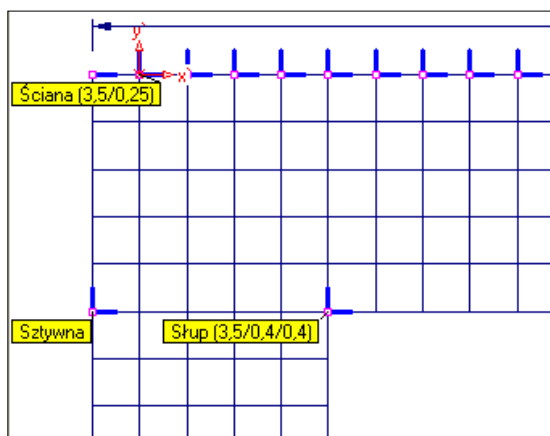 y'
x'
Ściana (3,5/0,25)
Sztywna
Słup (3,5/0,4/0,4)